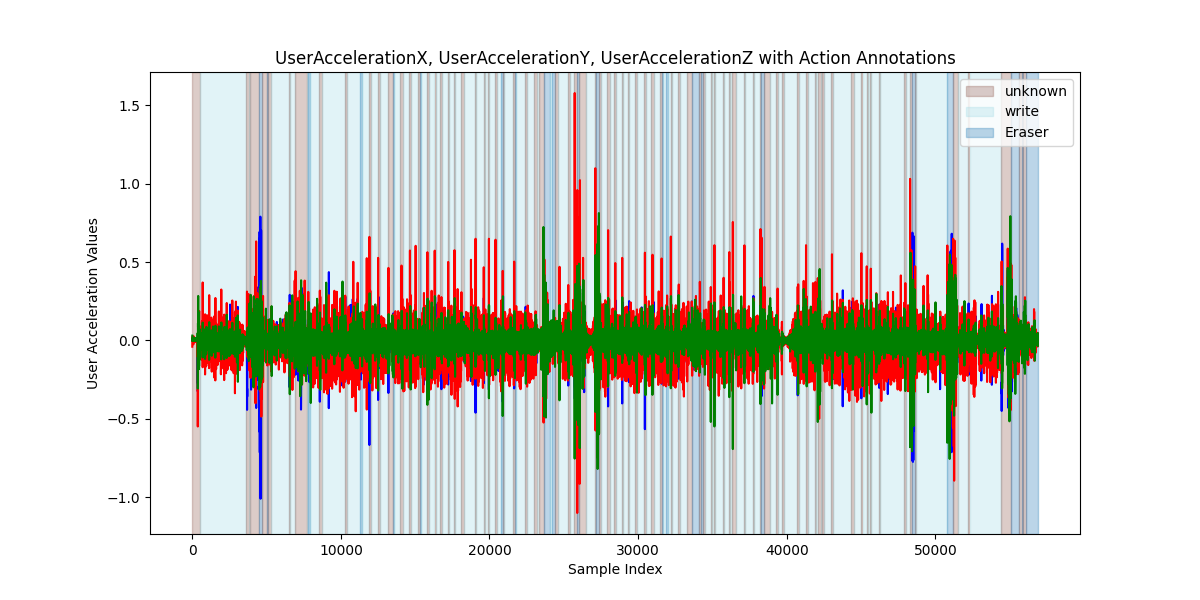 UserAccelerationX, UserAccelerationY, UserAccelerationZ with Action Annotations
unknown
write
Eraser
1.5
1.0
0.5
0.0
−0.5
−1.0
User Acceleration Values
0 10000 20000 30000 40000 50000
Sample Index